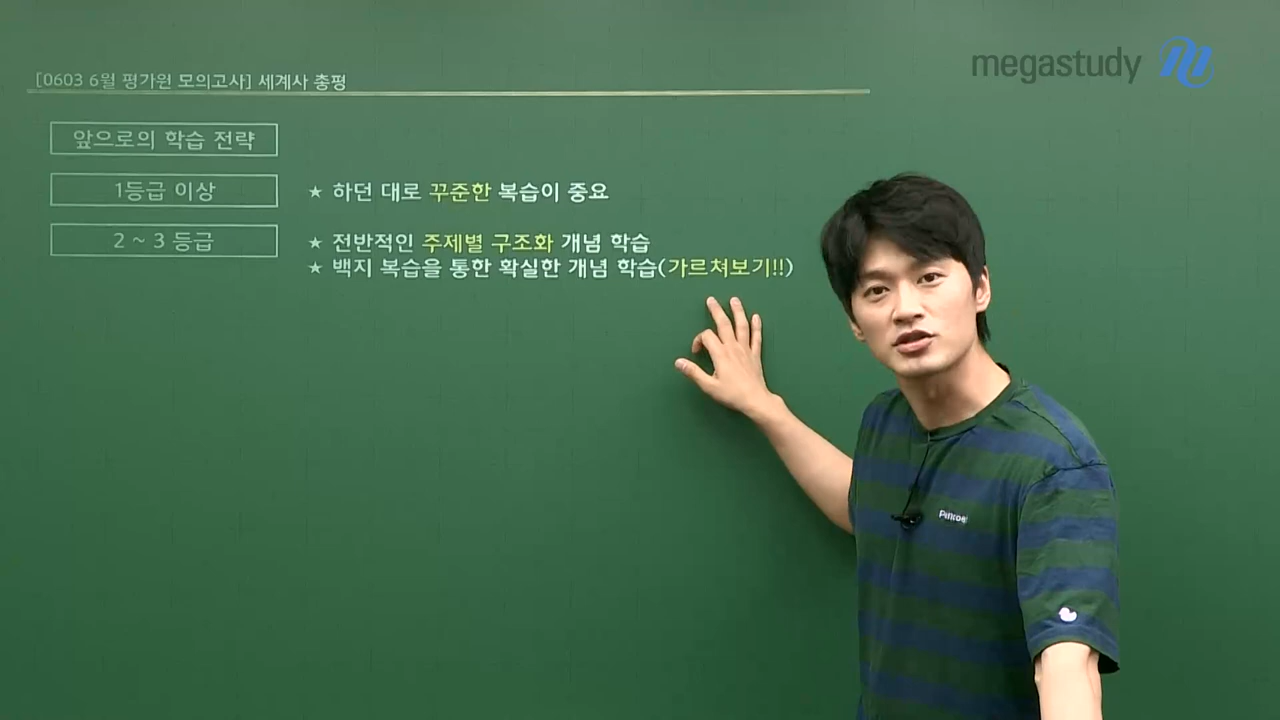 megastudy
[0603 6월 평가원 모의고사] 세계사 총평
앞으로의 학습 전략
1등급 이상
★ 하던 대로 꾸준한 복습이 중요
2 ~ 3 등급
★ 전반적인 주제별 구조화 개념 학습
★ 백지 복습을 통한 확실한 개념 학습(가르쳐보기!!)